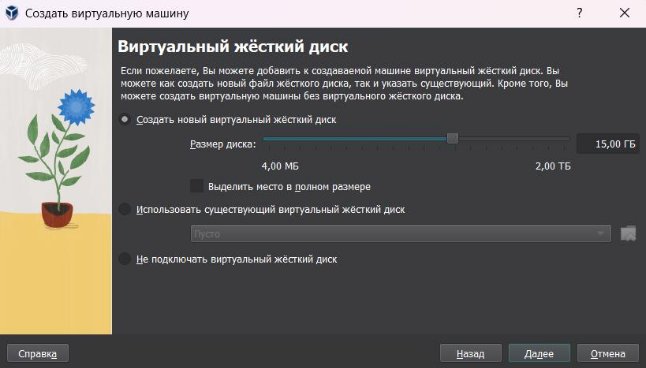 Создать виртуальную машину
Виртуальный жёсткий диск
Если пожелаете, Вы можете добавить к создаваемой машине виртуальный жёсткий диск. Вы
можете как создать новый файл жёсткого диска, так и указать существующий. Кроме того, Вы
можете создать виртуальную машины без виртуального жёсткого диска.
Создать новый виртуальный жёсткий диск
Размер диска:
15,00 ГБ
4,00 МБ
2,00 ТБ
Выделить место в полном размере
Использовать существующий виртуальный жёсткий диск
Пусто
Не подключать виртуальный жёсткий диск
Справка
Назад
Далее
Отмена